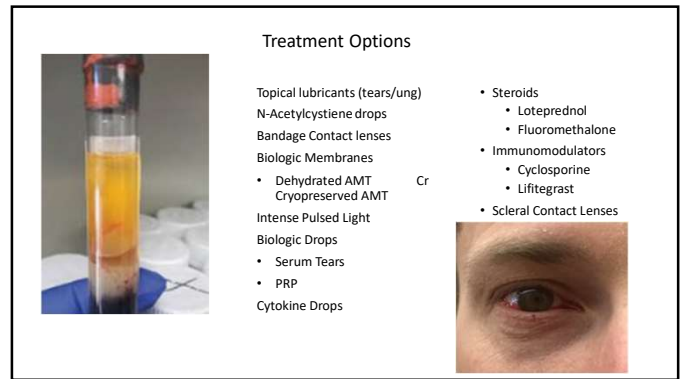 Treatment Options
Topical lubricants (tears/ung)
N-Acetylcystiene drops
Bandage Contact lenses
Biologic Membranes
• Dehydrated AMT Cr
Cryopreserved AMT
Intense Pulsed Light
Biologic Drops
• Serum Tears
• PRP
Cytokine Drops
• Steroids
• Loteprednol
• Fluoromethalone
• Immunomodulators
• Cyclosporine
• Lifitegrast
• Scleral Contact Lenses